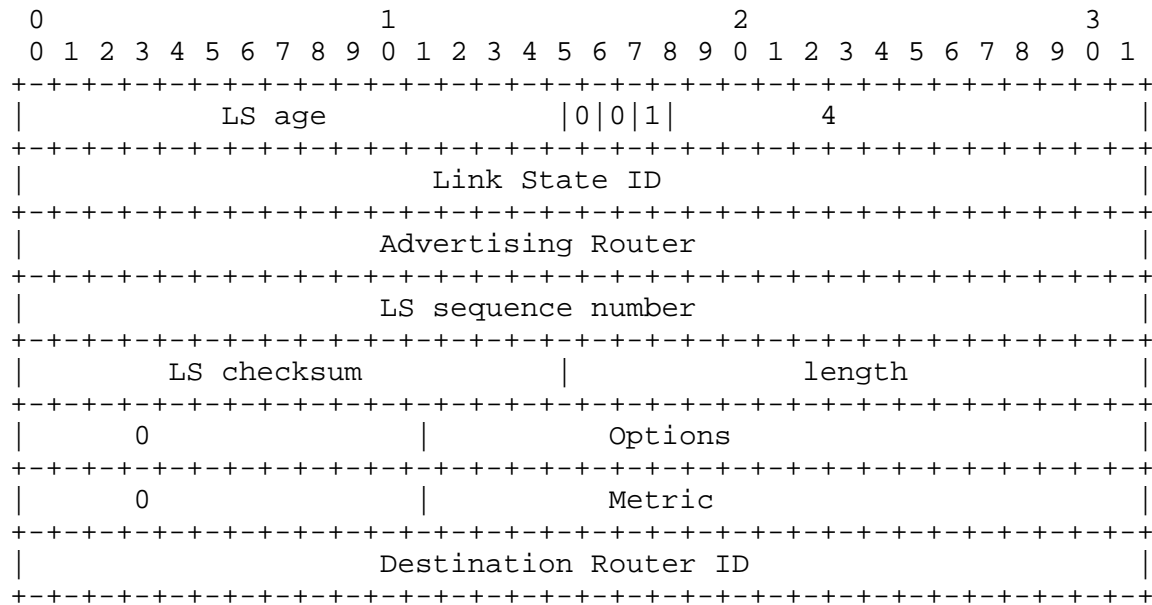 0                   1                   2                   3
0 1 2 3 4 5 6 7 8 9 0 1 2 3 4 5 6 7 8 9 0 1 2 3 4 5 6 7 8 9 0 1
+-+-+-+-+-+-+-+-+-+-+-+-+-+-+-+-+-+-+-+-+-+-+-+-+-+-+-+-+-+-+-+-+
|           LS age             |0|0|1|         4                 |
+-+-+-+-+-+-+-+-+-+-+-+-+-+-+-+-+-+-+-+-+-+-+-+-+-+-+-+-+-+-+-+-+
|                       Link State ID                           |
+-+-+-+-+-+-+-+-+-+-+-+-+-+-+-+-+-+-+-+-+-+-+-+-+-+-+-+-+-+-+-+-+
|                    Advertising Router                         |
+-+-+-+-+-+-+-+-+-+-+-+-+-+-+-+-+-+-+-+-+-+-+-+-+-+-+-+-+-+-+-+-+
|                    LS sequence number                         |
+-+-+-+-+-+-+-+-+-+-+-+-+-+-+-+-+-+-+-+-+-+-+-+-+-+-+-+-+-+-+-+-+
|        LS checksum           |             length             |
+-+-+-+-+-+-+-+-+-+-+-+-+-+-+-+-+-+-+-+-+-+-+-+-+-+-+-+-+-+-+-+-+
|      0               |          Options                       |
+-+-+-+-+-+-+-+-+-+-+-+-+-+-+-+-+-+-+-+-+-+-+-+-+-+-+-+-+-+-+-+-+
|      0               |          Metric                        |
+-+-+-+-+-+-+-+-+-+-+-+-+-+-+-+-+-+-+-+-+-+-+-+-+-+-+-+-+-+-+-+-+
|                    Destination Router ID                      |
+-+-+-+-+-+-+-+-+-+-+-+-+-+-+-+-+-+-+-+-+-+-+-+-+-+-+-+-+-+-+-+-+